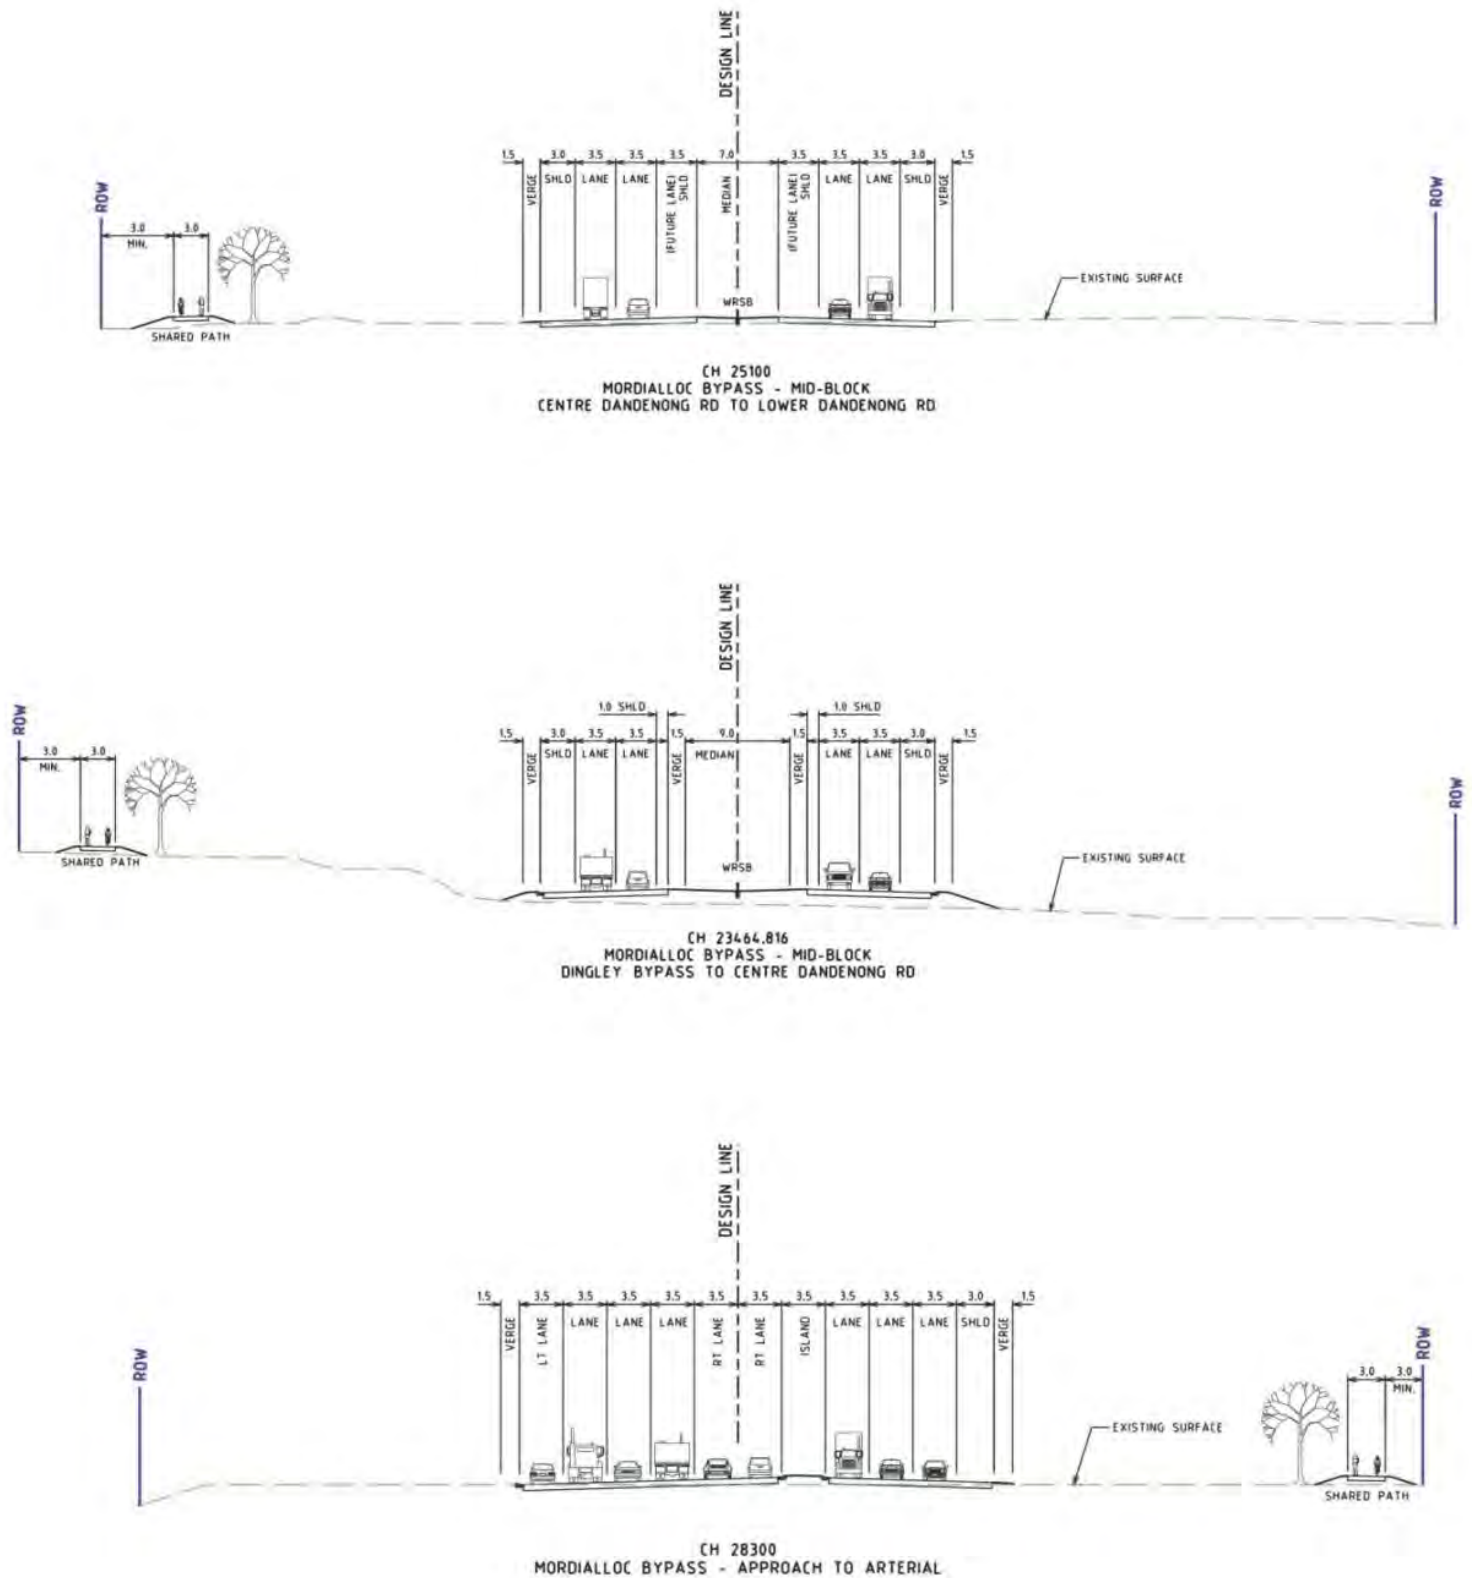 DESIGN LINE
1.5 3.0 3.5 3.5 3.5 7.0 3.5 3.5 3.5 3.0 1.5
VERGE SHLD LANE LANE (FUTURE LANE) SHLD MEDIAN (FUTURE LANE) SHLD LANE LANE SHLD VERGE
ROW
ROW
3.0 3.0
MIN.
EXISTING SURFACE
WRSB
SHARED PATH
CH 25100
MORDIALLOC BYPASS - MID-BLOCK
CENTRE DANDENONG RD TO LOWER DANDENONG RD
DESIGN LINE
1.0 SHLD 1.0 SHLD
ROW
1.5 3.0 3.5 3.5 1.5 9.0 1.5 3.5 3.5 3.0 1.5
VERGE SHLD LANE LANE VERGE MEDIAN VERGE LANE LANE SHLD VERGE
3.0 3.0
MIN.
ROW
SHARED PATH
WRSB
EXISTING SURFACE
CH 23464.816
MORDIALLOC BYPASS - MID-BLOCK
DINGLEY BYPASS TO CENTRE DANDENONG RD
DESIGN LINE
1.5 3.5 3.5 3.5 3.5 3.5 3.5 3.5 3.5 3.5 3.5 3.0 1.5
VERGE LT LANE LANE LANE LANE RT LANE RT LANE ISLAND LANE LANE LANE SHLD VERGE
ROW
ROW
3.0 3.0
MIN.
EXISTING SURFACE
SHARED PATH
CH 28300
MORDIALLOC BYPASS - APPROACH TO ARTERIAL